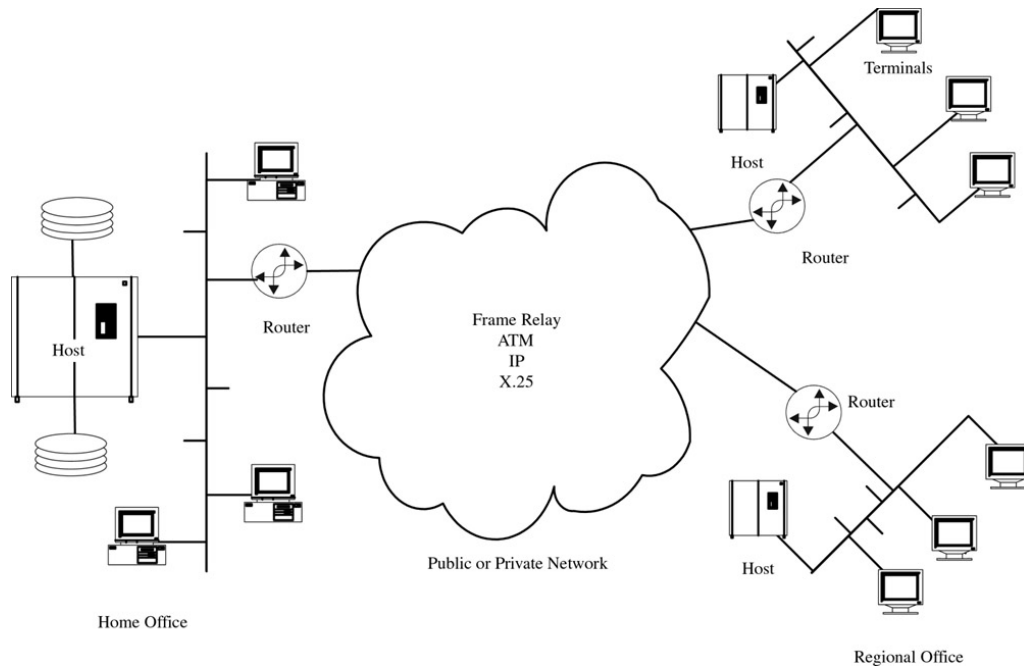 Terminals
Host
Router
Host
Router
Frame Relay
ATM
IP
X.25
Router
Host
Public or Private Network
Home Office
Regional Office